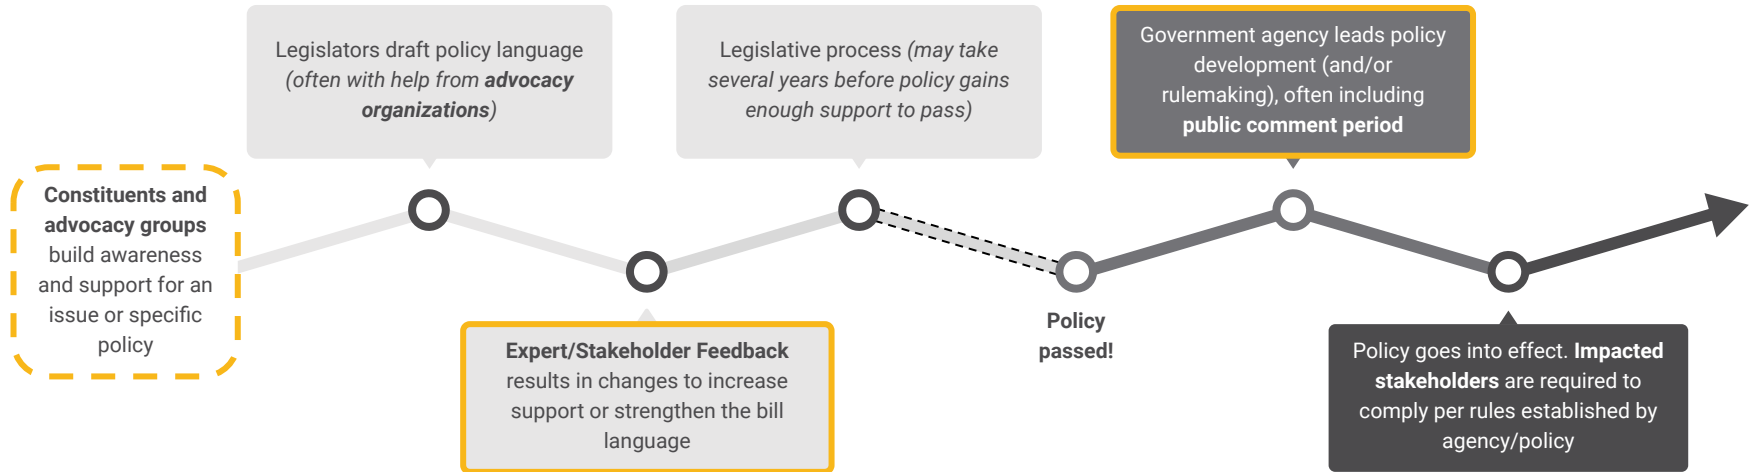 Constituents and
advocacy groups
build awareness
and support for an
issue or specific
policy
Legislators draft policy language
(often with help from advocacy
organizations)
Expert/Stakeholder Feedback
results in changes to increase
support or strengthen the bill
language
Legislative process (may take
several years before policy gains
enough support to pass)
Policy
passed!
Government agency leads policy
development (and/or
rulemaking), often including
public comment period
Policy goes into effect. Impacted
stakeholders are required to
comply per rules established by
agency/policy